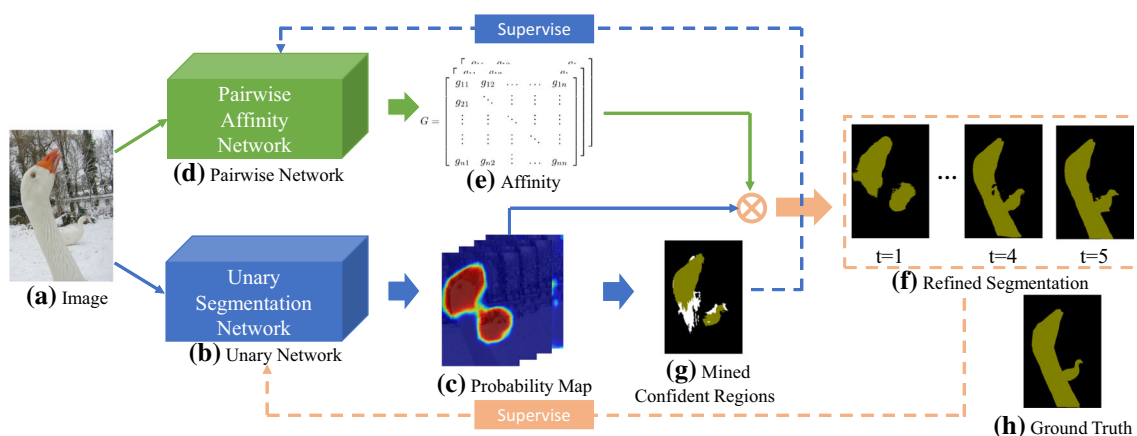 Supervise
Pairwise
Affinity
Network
(d) Pairwise Network
G =
g11 g12 ... ... g1n
g21 ⋱ ⋮ ⋮ ⋮
⋮ ⋮ ⋱ ⋮ ⋮
⋮ ⋮ ⋮ ⋱ ⋮
gn1 gn2 ⋮ ... gnn
(e) Affinity
(a) Image
Unary
Segmentation
Network
(b) Unary Network
(c) Probability Map
(g) Mined
Confident Regions
...
t=1 t=4 t=5
(f) Refined Segmentation
Supervise
(h) Ground Truth